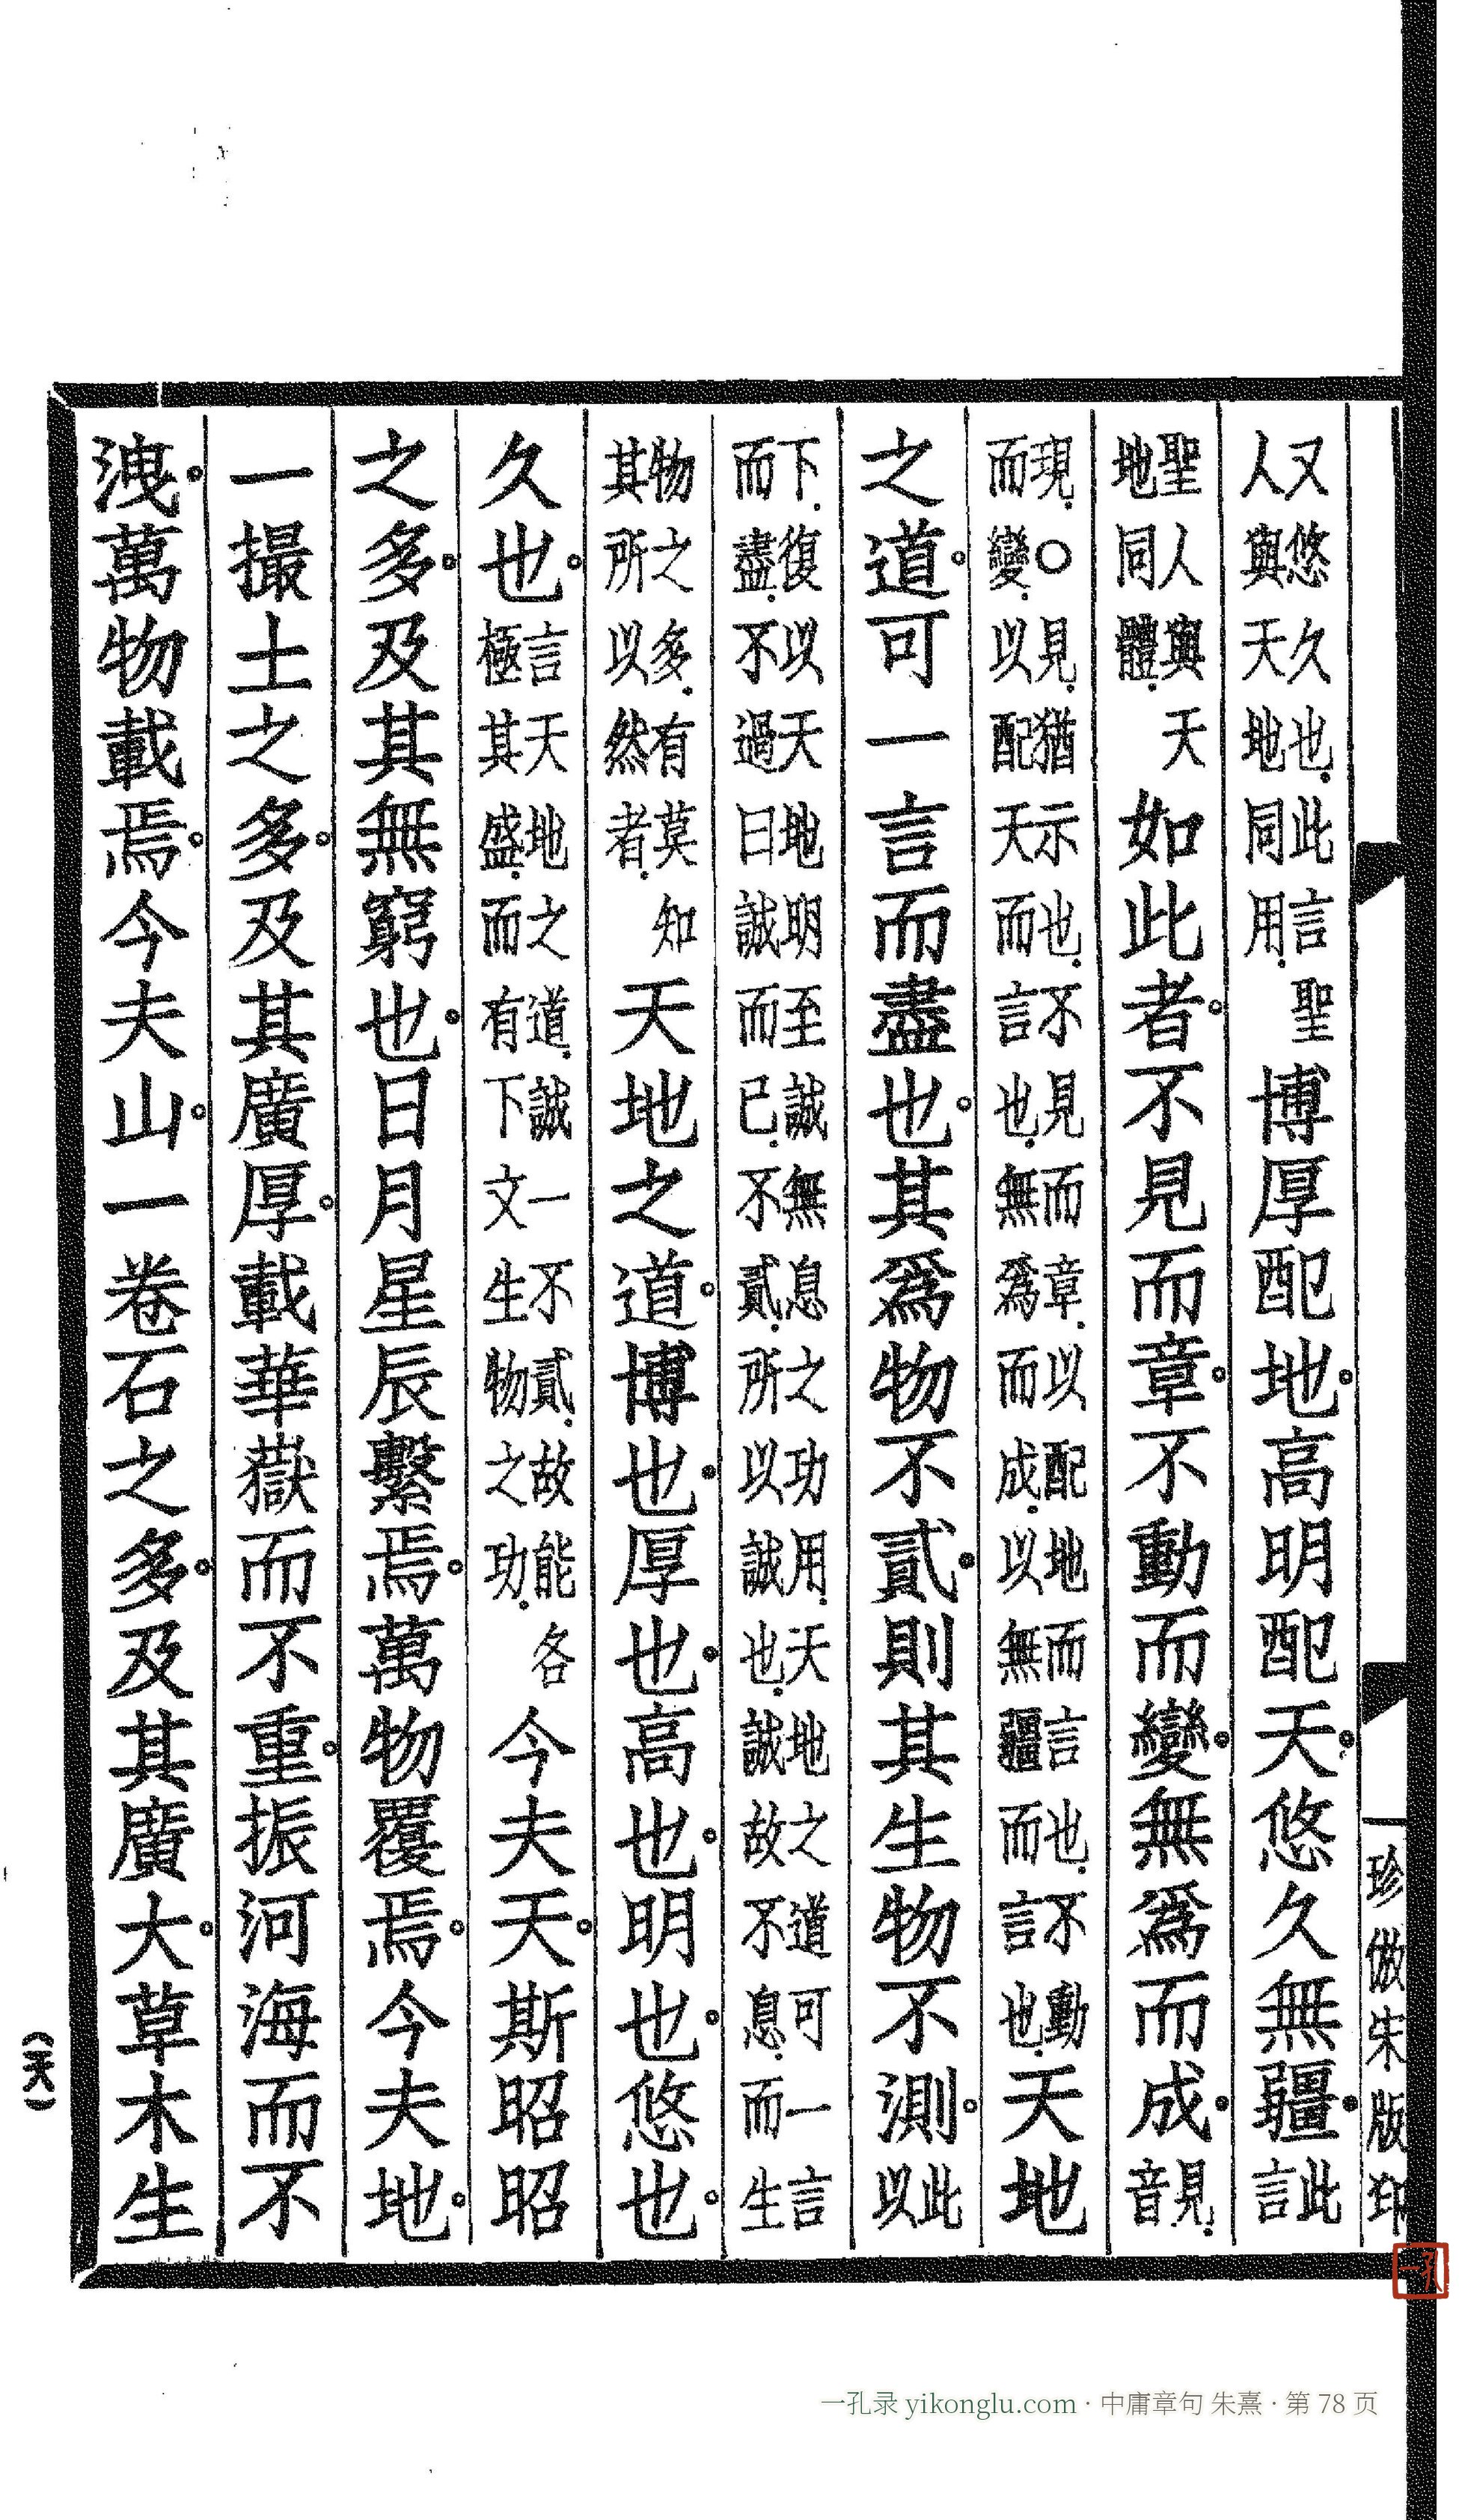 珍倣宋版印
又悠久也.此言聖人與天地同用.博厚配地。高明配天。悠久無疆。此言
聖人與天地同體.如此者。不見而章。不動而變。無爲而成。見.音
現.○見.猶示也.不見而章.以配地而言也.不動而變.以配天而言也.無爲而成.以無疆而言也.天地
之道。可一言而盡也。其爲物不貳。則其生物不測。此以
下.復以天地明至誠無息之功用.天地之道可一言而盡.不過曰誠而已.不貳.所以誠也.誠故不息.而生
物之多.有莫知其所以然者.天地之道。博也。厚也。高也。明也。悠也。
久也。言天地之道.誠一不貳.故能各極其盛.而有下文生物之功.今夫天。斯昭昭
之多。及其無窮也。日月星辰繫焉。萬物覆焉。今夫地。
一撮土之多。及其廣厚。載華嶽而不重。振河海而不
洩。萬物載焉。今夫山。一卷石之多。及其廣大。草木生
(天)
一孔
一孔录 yikonglu.com · 中庸章句 朱熹 · 第 78 页